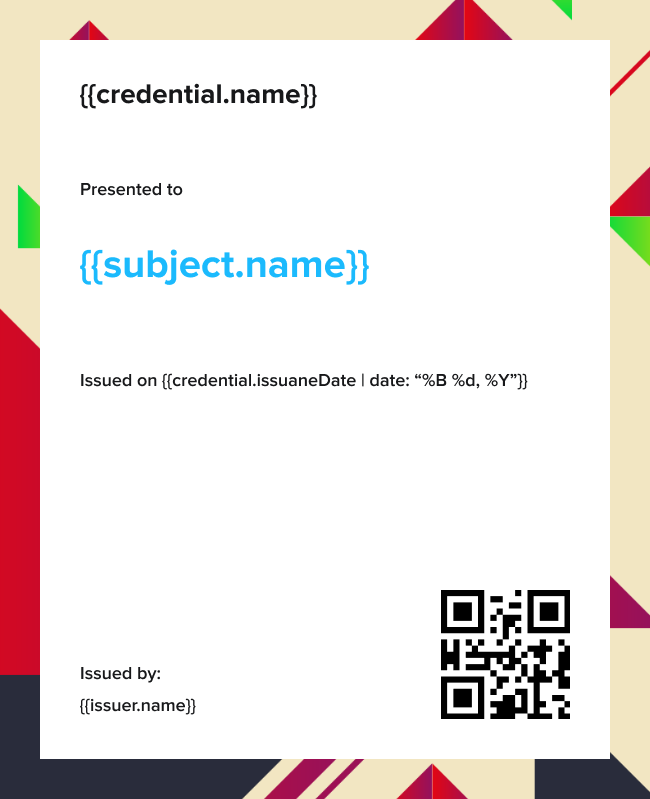 {{credential.name}}
Presented to
{{subject.name}}
Issued on {{credential.issuaneDate | date: “%B %d, %Y”}}
Issued by:
{{issuer.name}}